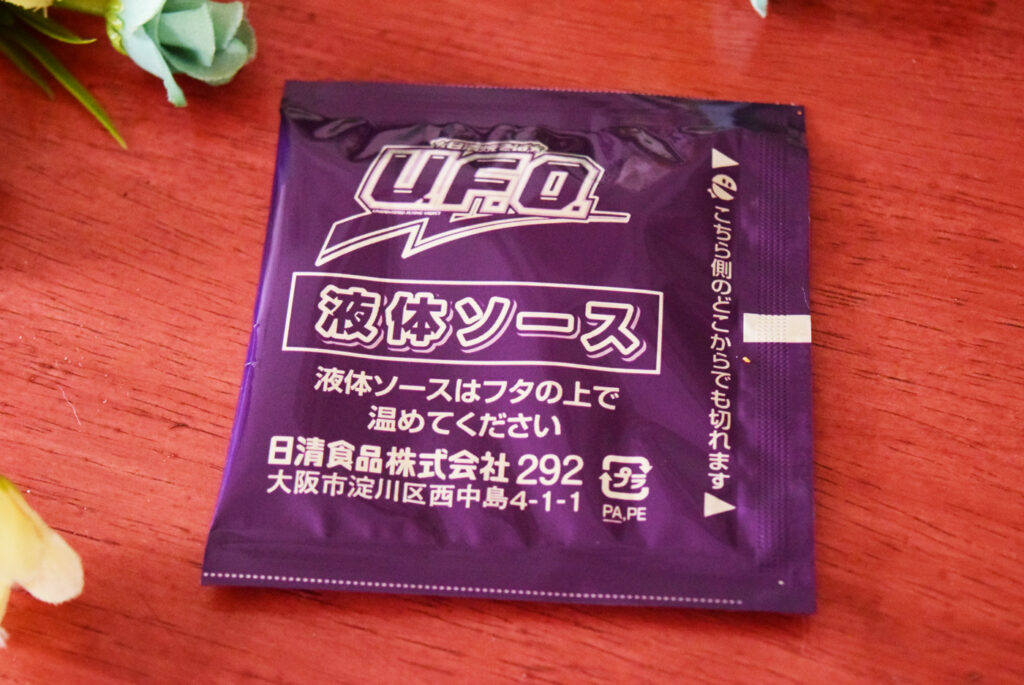 U.F.O.
液体ソース
液体ソースはフタの上で
温めてください
日清食品株式会社 292
大阪市淀川区西中島4-1-1
プラ
PA,PE
こちら側のどこからでも切れます